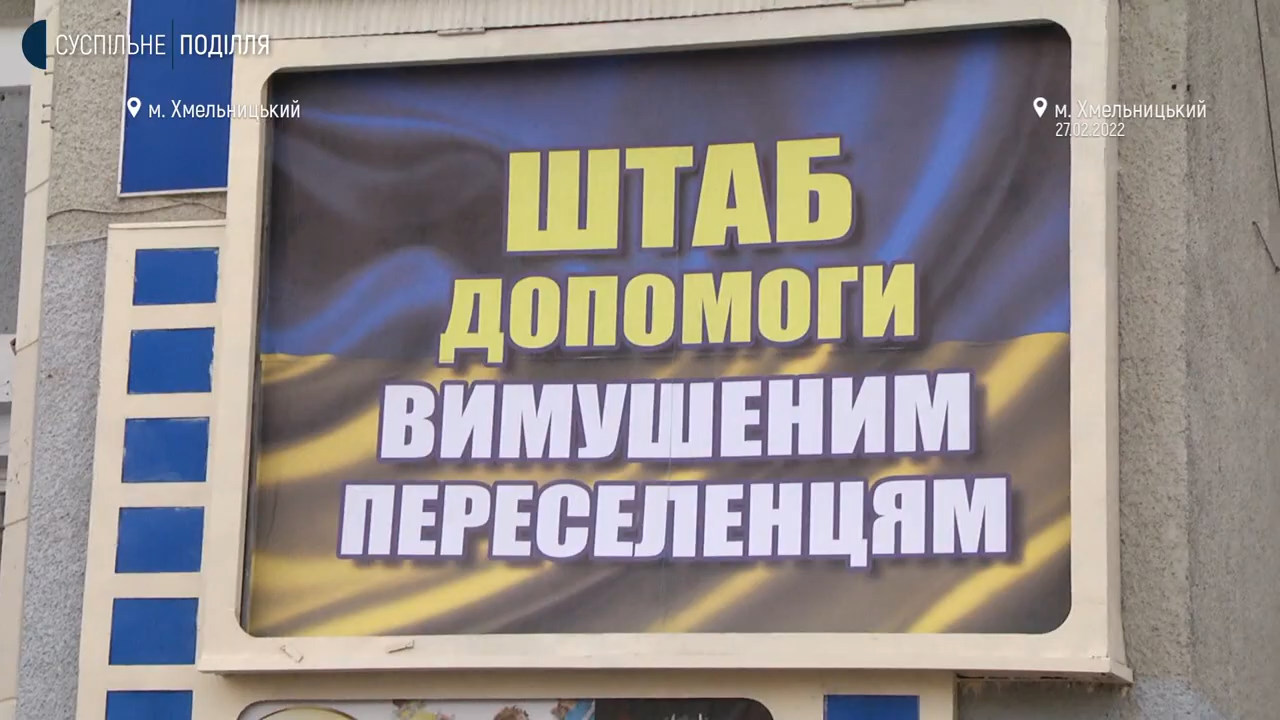 СУСПІЛЬНЕ ПОДІЛЛЯ
м. Хмельницький
м. Хмельницький
27.02.2022
ШТАБ
ДОПОМОГИ
ВИМУШЕНИМ
ПЕРЕСЕЛЕНЦЯМ